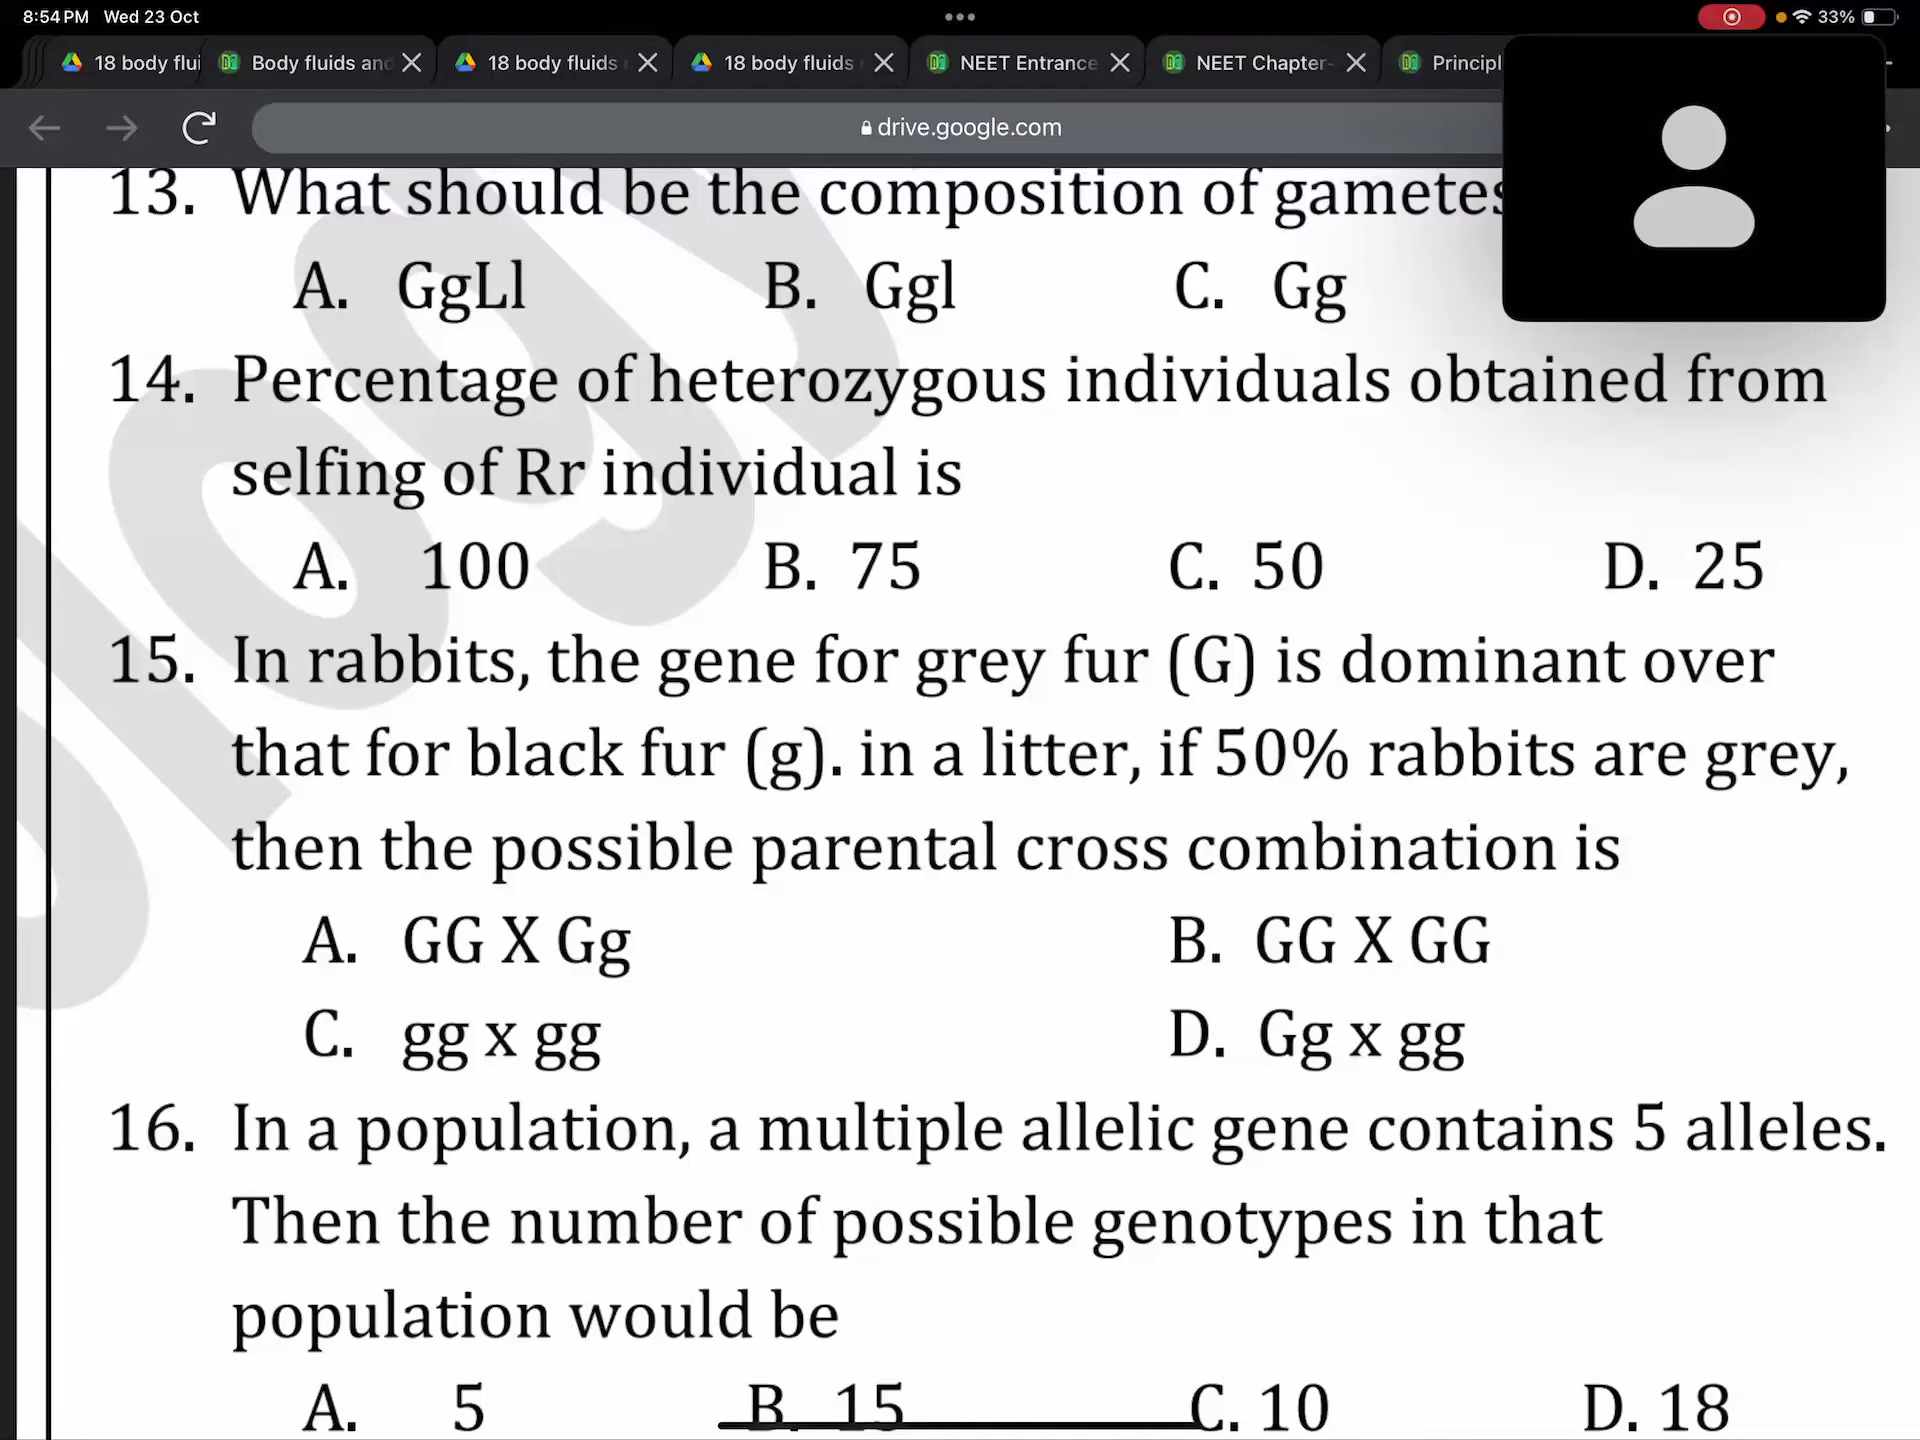 8:54 PM Wed 23 Oct
33%
18 body flui
Body fluids and
18 body fluids
18 body fluids
NEET Entrance
NEET Chapter-
Principl
drive.google.com
13. What should be the composition of gametes
A. GgLl B. Ggl C. Gg
14. Percentage of heterozygous individuals obtained from
selfing of Rr individual is
A. 100 B. 75 C. 50 D. 25
15. In rabbits, the gene for grey fur (G) is dominant over
that for black fur (g). in a litter, if 50% rabbits are grey,
then the possible parental cross combination is
A. GG X Gg B. GG X GG
C. gg x gg D. Gg x gg
16. In a population, a multiple allelic gene contains 5 alleles.
Then the number of possible genotypes in that
population would be
A. 5 B. 15 C. 10 D. 18